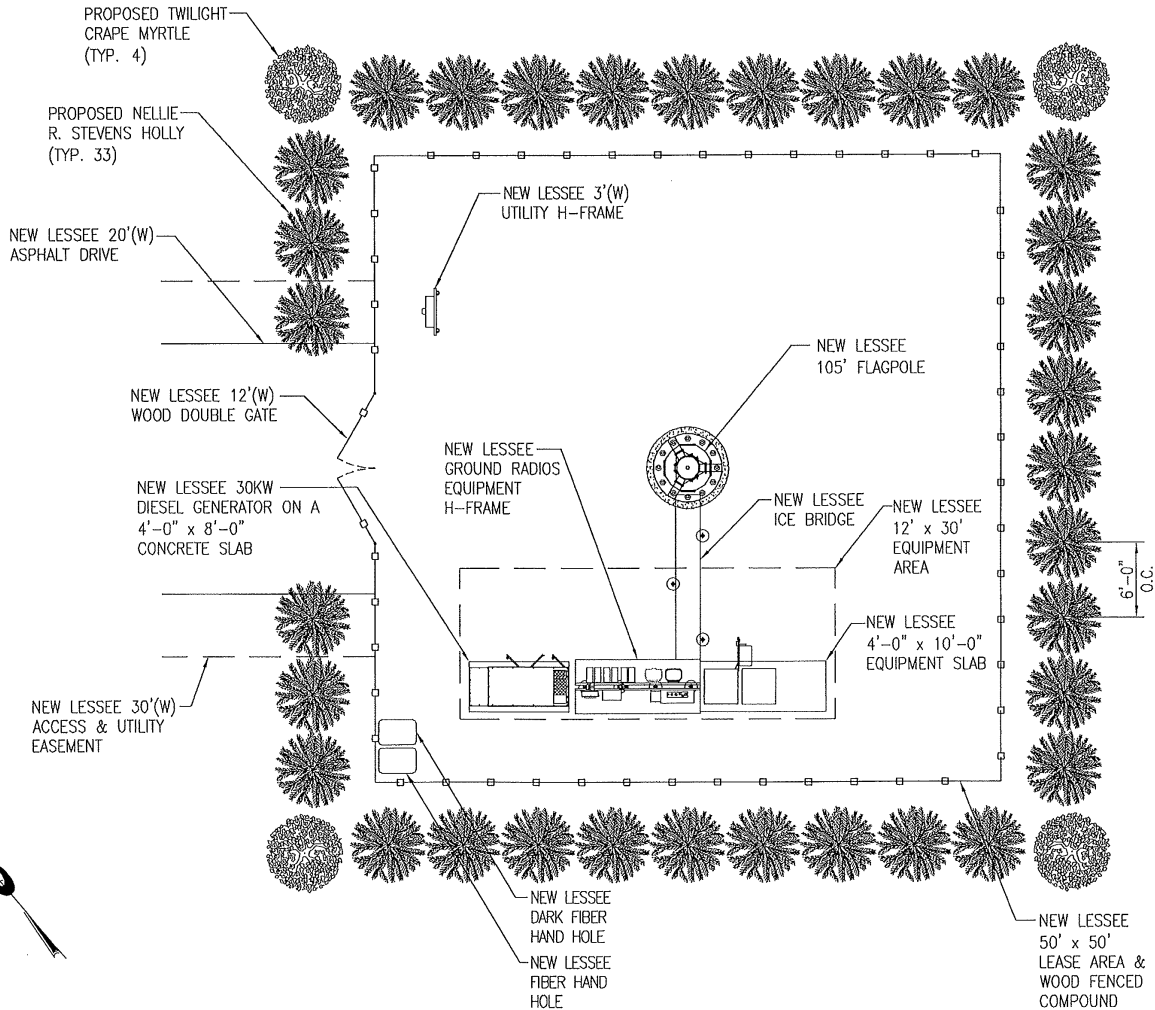 PROPOSED TWILIGHT
CRAPE MYRTLE
(TYP. 4)
PROPOSED NELLIE
R. STEVENS HOLLY
(TYP. 33)
NEW LESSEE 20'(W)
ASPHALT DRIVE
NEW LESSEE 3'(W)
UTILITY H-FRAME
NEW LESSEE
105' FLAGPOLE
NEW LESSEE 12'(W)
WOOD DOUBLE GATE
NEW LESSEE
GROUND RADIOS
EQUIPMENT
H-FRAME
NEW LESSEE 30KW
DIESEL GENERATOR ON A
4'-0" x 8'-0"
CONCRETE SLAB
NEW LESSEE
ICE BRIDGE
NEW LESSEE
12' x 30'
EQUIPMENT
AREA
6'-0"
O.C.
NEW LESSEE
4'-0" x 10'-0"
EQUIPMENT SLAB
NEW LESSEE 30'(W)
ACCESS & UTILITY
EASEMENT
NEW LESSEE
DARK FIBER
HAND HOLE
NEW LESSEE
FIBER HAND
HOLE
NEW LESSEE
50' x 50'
LEASE AREA &
WOOD FENCED
COMPOUND